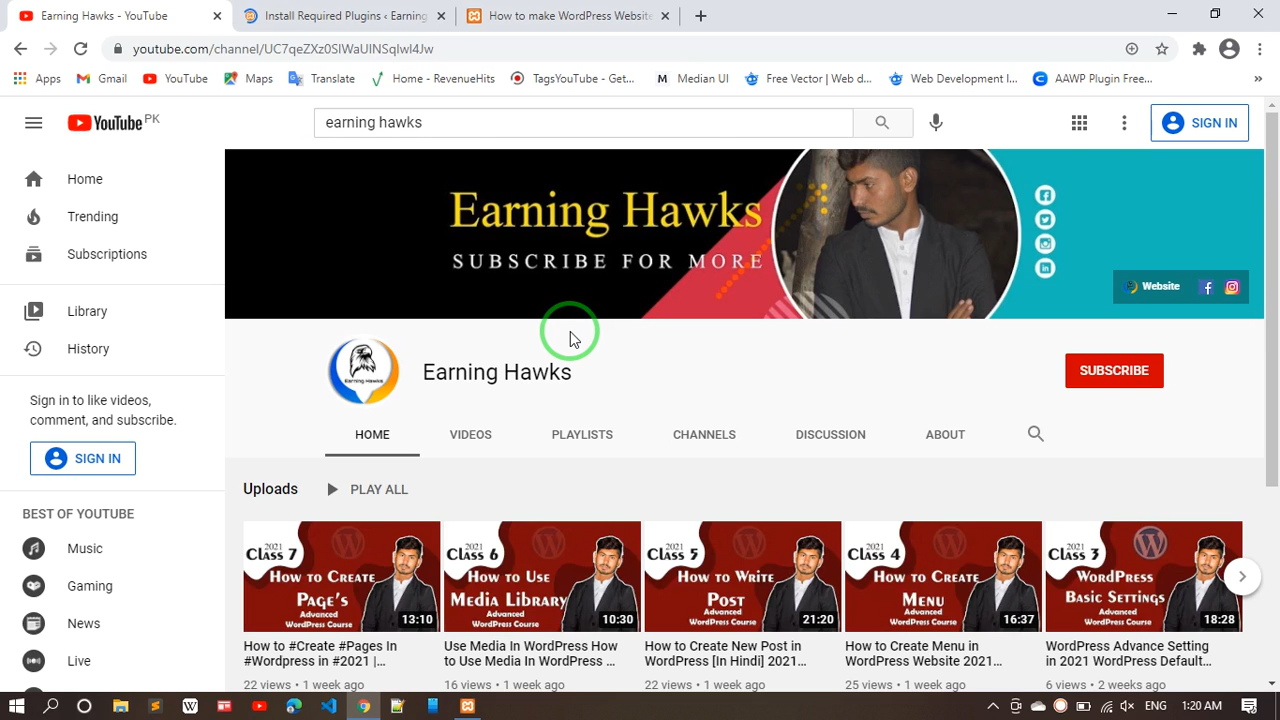 Earning Hawks - YouTube
Install Required Plugins ‹ Earning
How to make WordPress Website
youtube.com/channel/UC7qeZXz0SIWaUINSqIwI4Jw
Apps
Gmail
YouTube
Maps
Translate
Home - RevenueHits
TagsYouTube - Get...
Median UI
Free Vector | Web d...
Web Development I...
AAWP Plugin Free...
YouTube PK
earning hawks
SIGN IN
Home
Trending
Subscriptions
Library
History
Sign in to like videos,
comment, and subscribe.
SIGN IN
BEST OF YOUTUBE
Music
Gaming
News
Live
Earning Hawks
SUBSCRIBE FOR MORE
Website
Earning Hawks
Earning Hawks
SUBSCRIBE
HOME
VIDEOS
PLAYLISTS
CHANNELS
DISCUSSION
ABOUT
Uploads
PLAY ALL
2021
Class 7
How to Create
Page's
Advanced
WordPress Course
13:10
How to #Create #Pages In
#Wordpress in #2021 |...
22 views • 1 week ago
2021
Class 6
How to Use
Media Library
Advanced
WordPress Course
10:30
Use Media In WordPress How
to Use Media In WordPress ...
16 views • 1 week ago
2021
Class 5
How to Write
Post
Advanced
WordPress Course
21:20
How to Create New Post in
WordPress [In Hindi] 2021...
22 views • 1 week ago
2021
Class 4
How to Create
Menu
Advanced
WordPress Course
16:37
How to Create Menu in
WordPress Website 2021...
25 views • 1 week ago
2021
Class 3
WordPress
Basic Settings
Advanced
WordPress Course
18:28
WordPress Advance Setting
in 2021 WordPress Default...
6 views • 2 weeks ago
ENG
1:20 AM